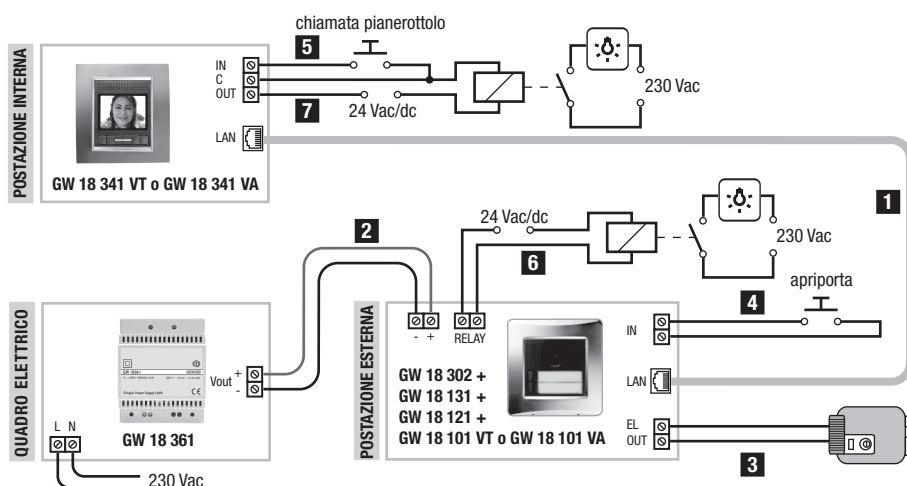 chiamata pianerottolo
5
POSTAZIONE INTERNA
IN
C
OUT
230 Vac
7
24 Vac/dc
LAN
GW 18 341 VT o GW 18 341 VA
1
24 Vac/dc
2
6
230 Vac
apriporta
4
QUADRO ELETTRICO
POSTAZIONE ESTERNA
- +
RELAY
IN
GW 18361
Vout
+
-
CE
GW 18 302 +
GW 18 131 +
GW 18 121 +
GW 18 101 VT o GW 18 101 VA
LAN
EL
OUT
L N
GW 18 361
3
230 Vac